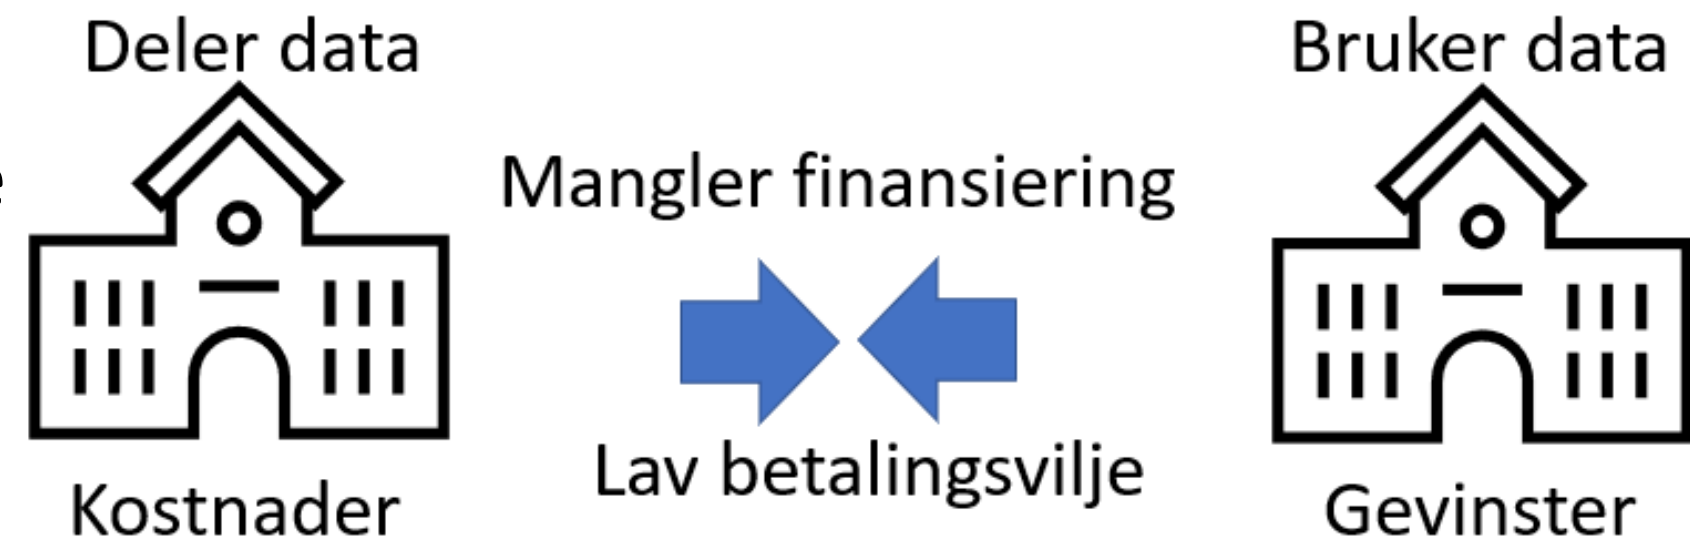 Deler data
Bruker data
Mangler finansiering
Lav betalingsvilje
Kostnader
Gevinster